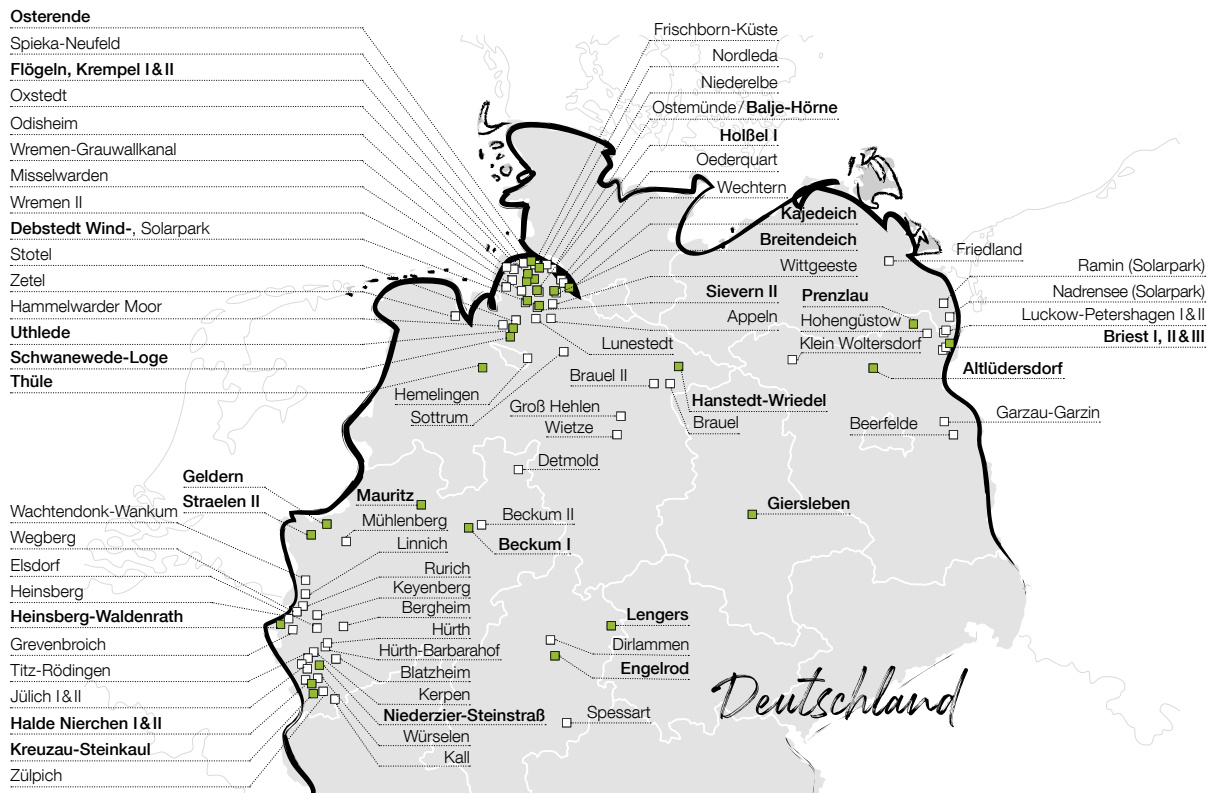 Osterende
Spieka-Neufeld
Flögeln, Krempel I & II
Oxstedt
Odisheim
Wremen-Grauwallkanal
Misselwarden
Wremen II
Debstedt Wind-, Solarpark
Stotel
Zetel
Hammelwarder Moor
Uthlede
Schwanewede-Loge
Thüle
Frischborn-Küste
Nordleda
Niederelbe
Ostemünde/Balje-Hörne
Holßel I
Oederquart
Wechtern
Kajedeich
Breitendeich
Wittgeeste
Sievern II
Appeln
Lunestedt
Friedland
Ramin (Solarpark)
Nadrensee (Solarpark)
Luckow-Petershagen I & II
Briest I, II & III
Prenzlau
Hohengüstow
Klein Woltersdorf
Altlüdersdorf
Hemelingen
Sottrum
Brauel II
Hanstedt-Wriedel
Brauel
Groß Hehlen
Wietze
Garzau-Garzin
Beerfelde
Detmold
Geldern
Straelen II
Mauritz
Mühlenberg
Beckum II
Beckum I
Giersleben
Wachtendonk-Wankum
Wegberg
Elsdorf
Heinsberg
Heinsberg-Waldenrath
Grevenbroich
Titz-Rödingen
Jülich I & II
Halde Nierchen I & II
Kreuzau-Steinkaul
Zülpich
Linnich
Rurich
Keyenberg
Bergheim
Hürth
Hürth-Barbarahof
Blatzheim
Kerpen
Niederzier-Steinstraß
Würselen
Kall
Lengers
Dirlammen
Engelrod
Spessart
Deutschland